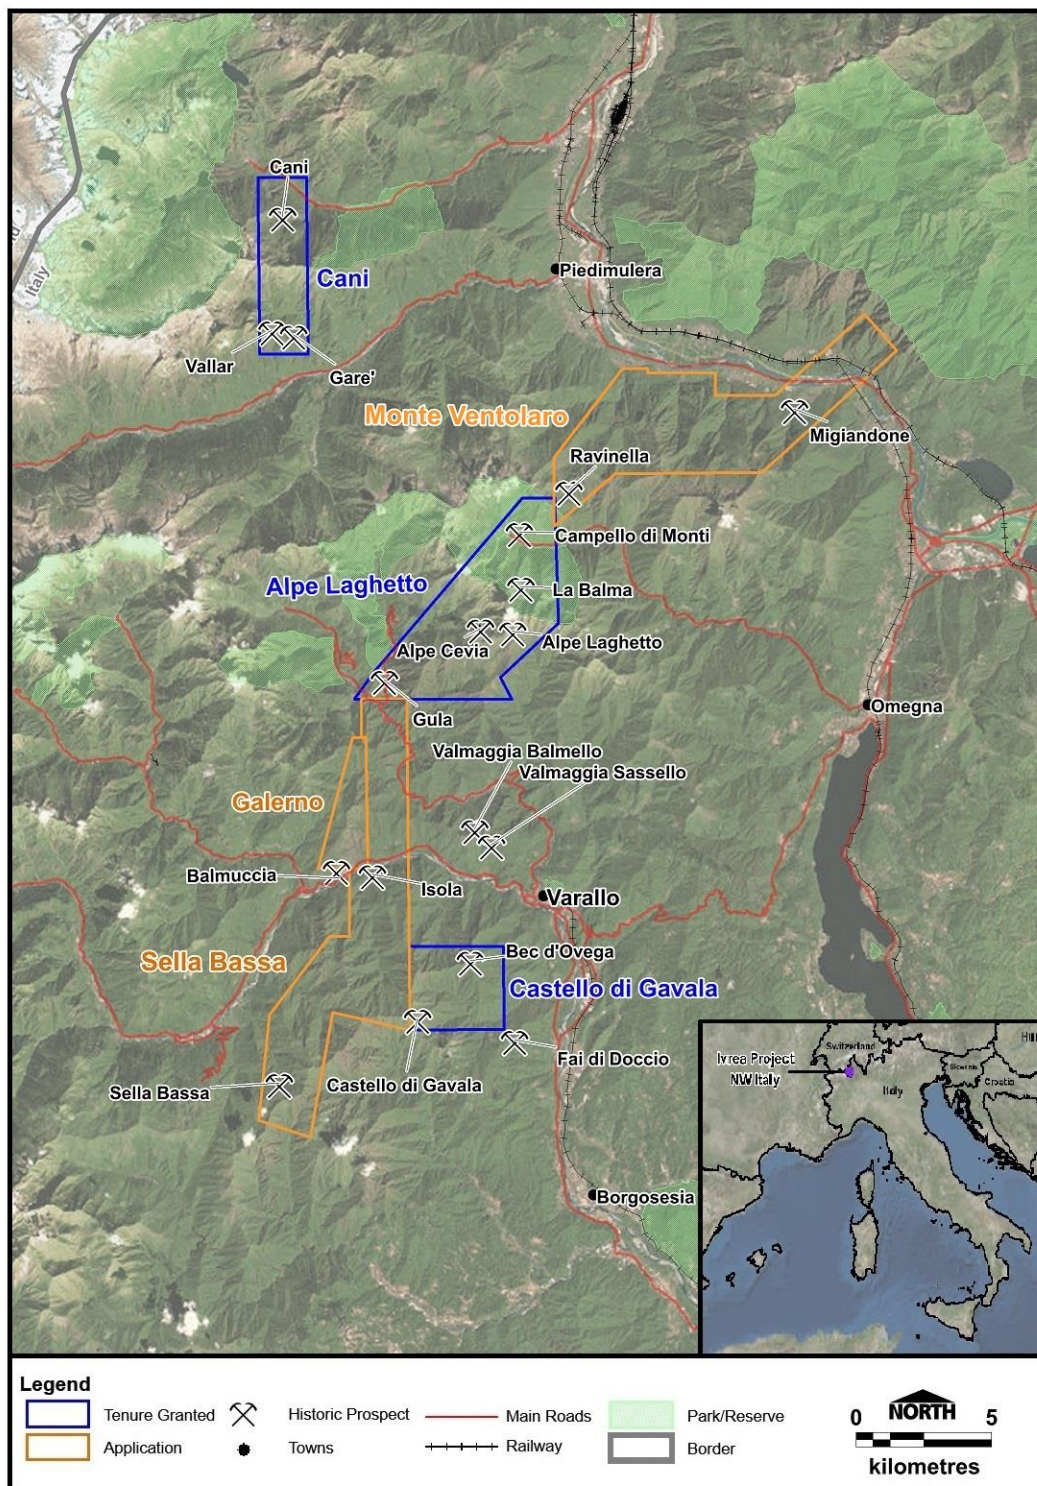 Cani
Cani
Italy
Piedimulera
Vallar
Gare'
Monte Ventolaro
Migiandone
Ravinella
Campello di Monti
Alpe Laghetto
La Balma
Alpe Cevia
Alpe Laghetto
Gula
Omegna
Valmaggia Balmello
Valmaggia Sassello
Galerno
Balmuccia
Isola
Varallo
Sella Bassa
Bec d'Ovega
Castello di Gavala
Fai di Doccio
Castello di Gavala
Sella Bassa
Borgosesia
Switzerland
Ivrea Project
NW Italy
Slovenia
Croatia
Italy
Legend
Tenure Granted
Historic Prospect
Main Roads
Park/Reserve
Application
Towns
Railway
Border
0 NORTH 5
kilometres